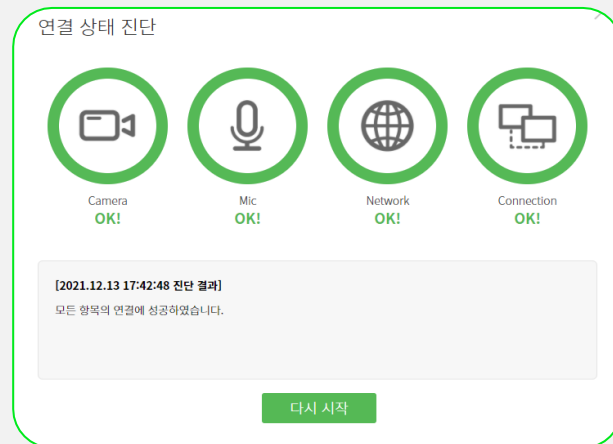 연결 상태 진단
Camera
OK!
Mic
OK!
Network
OK!
Connection
OK!
[2021.12.13 17:42:48 진단 결과]
모든 항목의 연결에 성공하였습니다.
다시 시작